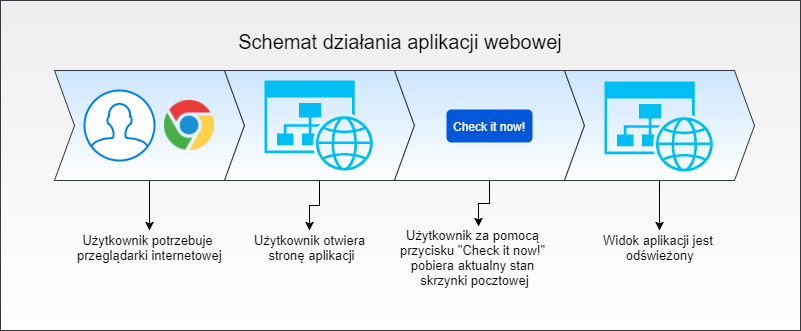 Schemat działania aplikacji webowej
Check it now!
Użytkownik potrzebuje
przeglądarki internetowej
Użytkownik otwiera
stronę aplikacji
Użytkownik za pomocą
przycisku "Check it now!"
pobiera aktualny stan
skrzynki pocztowej
Widok aplikacji jest
odświeżony